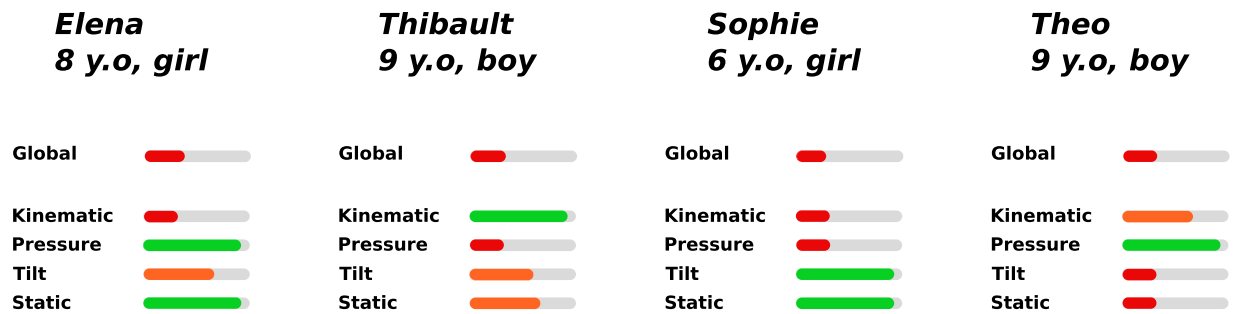 Elena
8 y.o, girl
Global
Kinematic
Pressure
Tilt
Static
Thibault
9 y.o, boy
Global
Kinematic
Pressure
Tilt
Static
Sophie
6 y.o, girl
Global
Kinematic
Pressure
Tilt
Static
Theo
9 y.o, boy
Global
Kinematic
Pressure
Tilt
Static